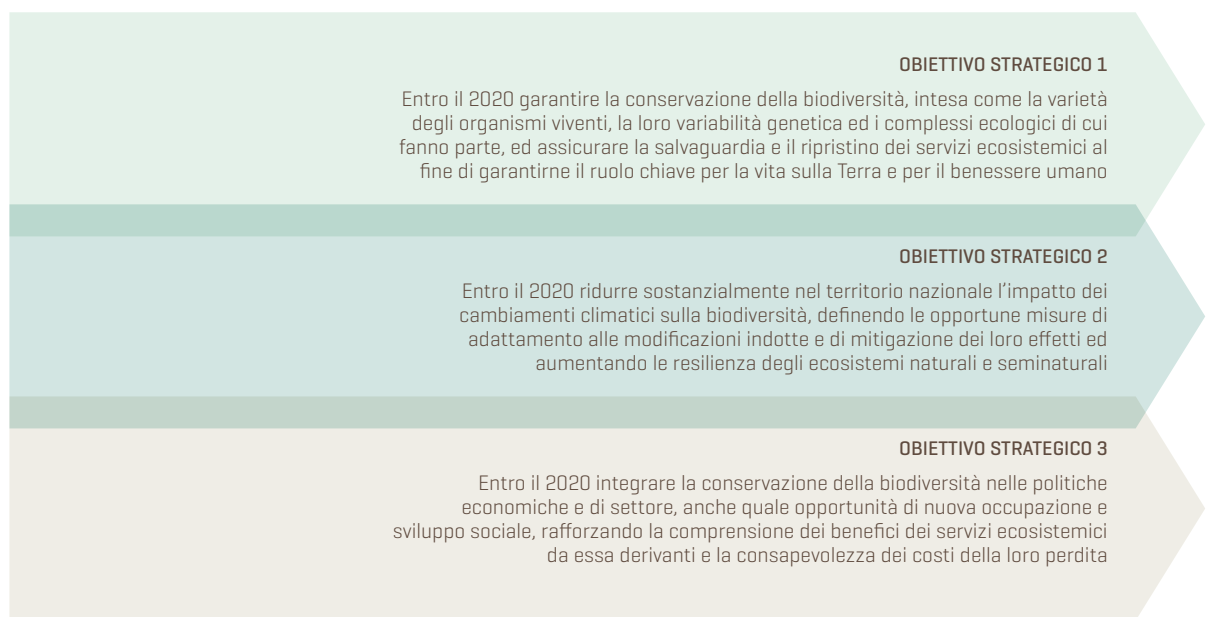 OBIETTIVO STRATEGICO 1
Entro il 2020 garantire la conservazione della biodiversità, intesa come la varietà
degli organismi viventi, la loro variabilità genetica ed i complessi ecologici di cui
fanno parte, ed assicurare la salvaguardia e il ripristino dei servizi ecosistemici al
fine di garantirne il ruolo chiave per la vita sulla Terra e per il benessere umano
OBIETTIVO STRATEGICO 2
Entro il 2020 ridurre sostanzialmente nel territorio nazionale l'impatto dei
cambiamenti climatici sulla biodiversità, definendo le opportune misure di
adattamento alle modificazioni indotte e di mitigazione dei loro effetti ed
aumentando le resilienza degli ecosistemi naturali e seminaturali
OBIETTIVO STRATEGICO 3
Entro il 2020 integrare la conservazione della biodiversità nelle politiche
economiche e di settore, anche quale opportunità di nuova occupazione e
sviluppo sociale, rafforzando la comprensione dei benefici dei servizi ecosistemici
da essa derivanti e la consapevolezza dei costi della loro perdita